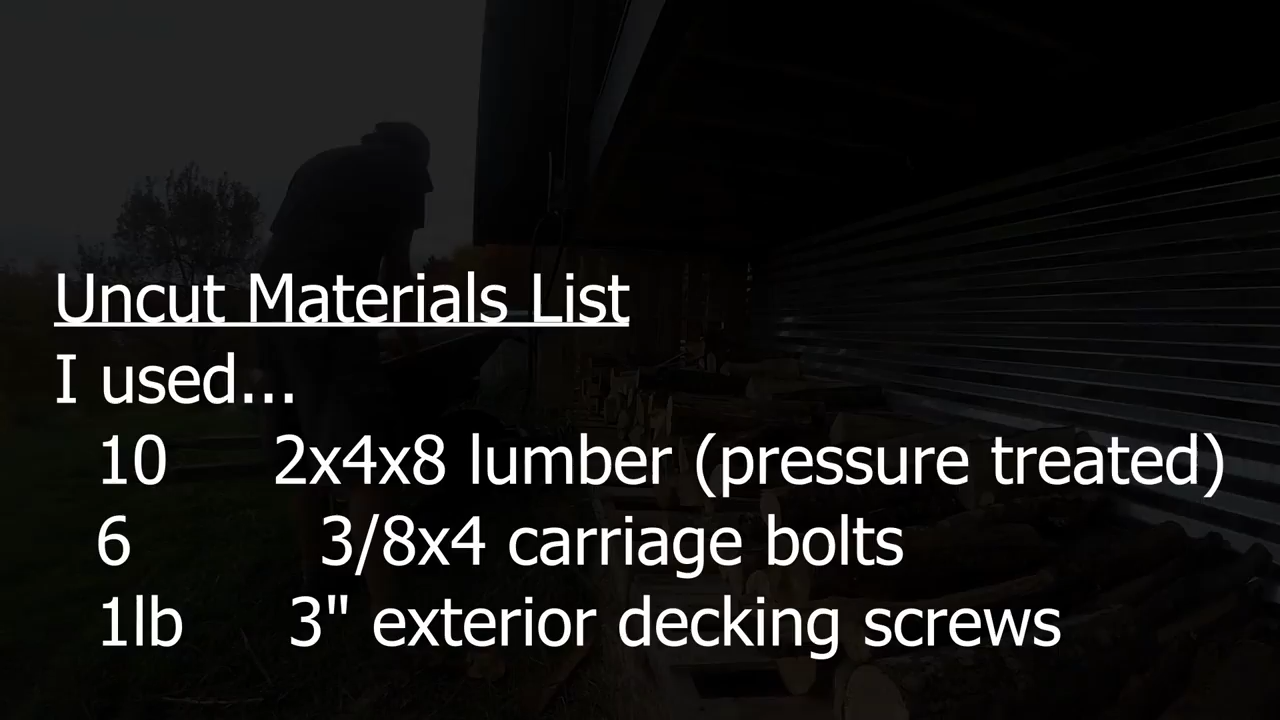 Uncut Materials List
I used...
10 2x4x8 lumber (pressure treated)
6 3/8x4 carriage bolts
1lb 3" exterior decking screws